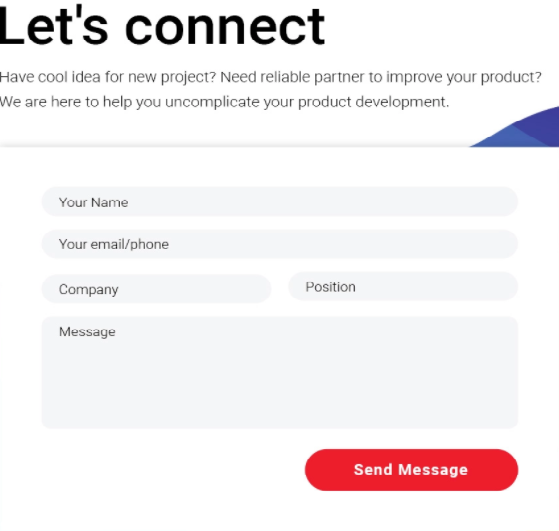 Let's connect
Have cool idea for new project? Need reliable partner to improve your product?
We are here to help you uncomplicate your product development.
Your Name
Your email/phone
Company
Position
Message
Send Message